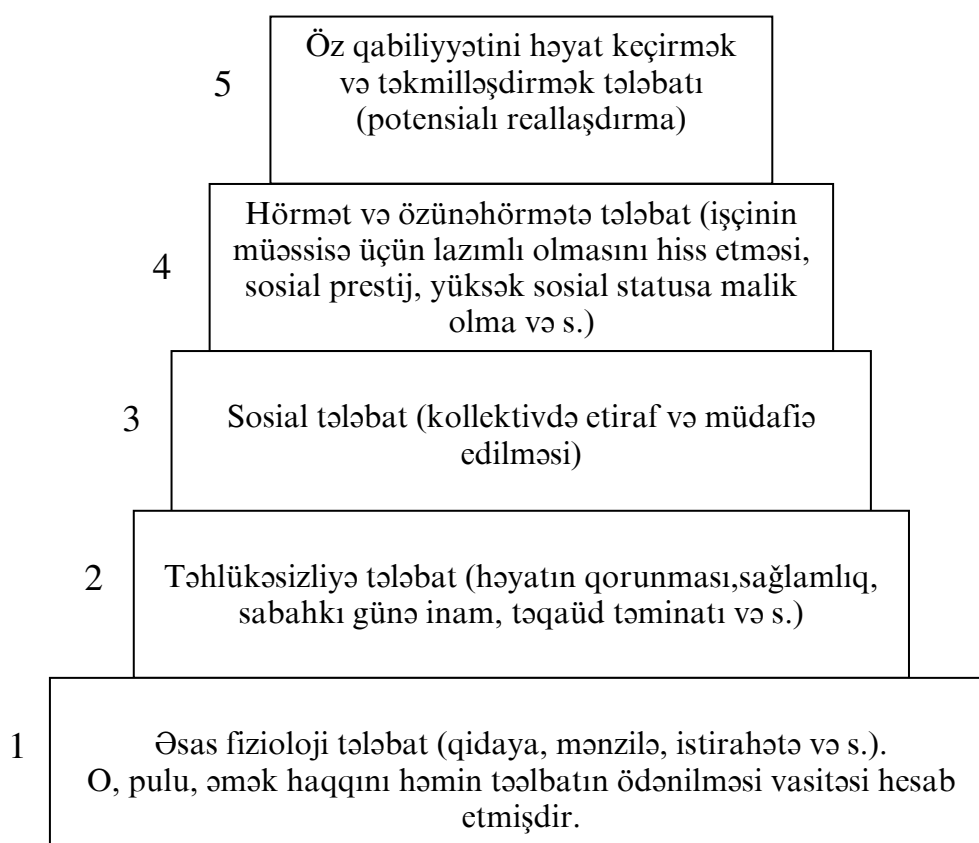 Öz qabiliyyətini həyat keçirmək
5
və təkmilləşdirmək tələbatı
(potensialı reallaşdırma)
Hörmət və özünəhörmətə tələbat (işçinin
müəssisə üçün lazımlı olmasını hiss etməsi,
4
sosial prestij, yüksək sosial statusa malik
olma və s.)
3
Sosial tələbat (kollektivdə etiraf və müdafiə
edilməsi)
2
Təhlükəsizliyə tələbat (həyatın qorunması,sağlamlıq,
sabahkı günə inam, təqaüd təminatı və s.)
1
Əsas fizioloji tələbat (qidaya, mənzilə, istirahətə və s.).
O, pulu, əmək haqqını həmin təəlbatın ödənilməsi vasitəsi hesab
etmişdir.